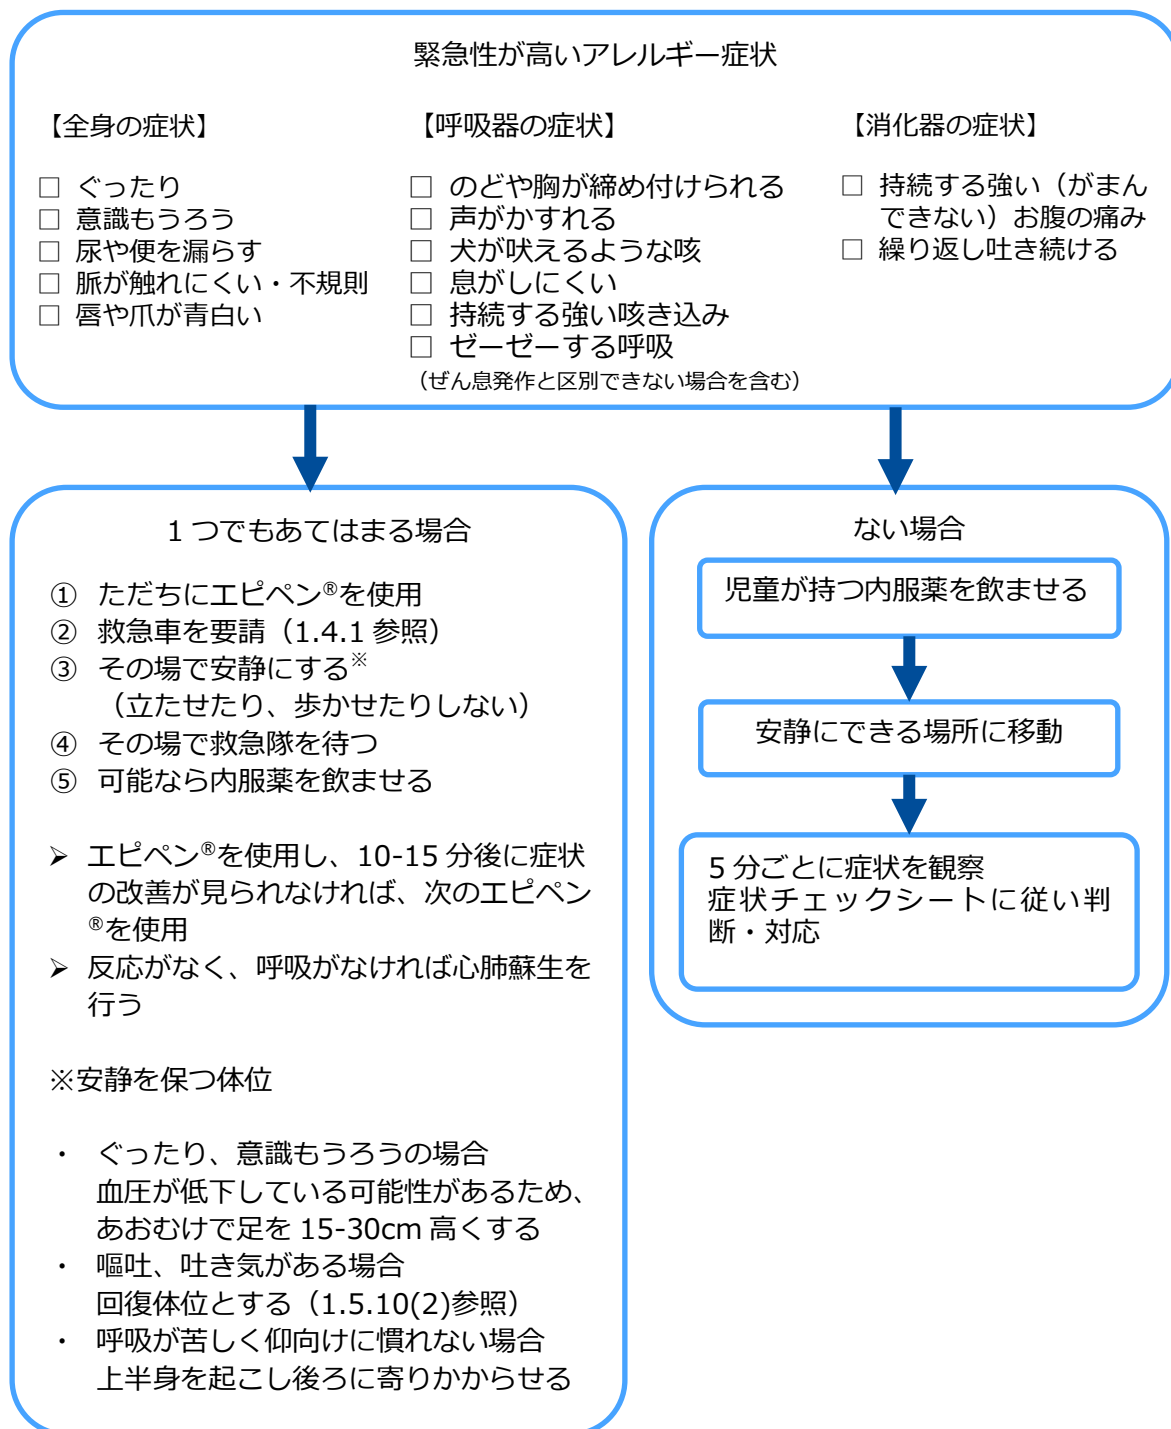 緊急性が高いアレルギー症状
【全身の症状】
□ ぐったり
□ 意識もうろう
□ 尿や便を漏らす
□ 脈が触れにくい・不規則
□ 唇や爪が青白い
【呼吸器の症状】
□ のどや胸が締め付けられる
□ 声がかすれる
□ 犬が吠えるような咳
□ 息がしにくい
□ 持続する強い咳き込み
□ ゼーゼーする呼吸
（ぜん息発作と区別できない場合を含む）
【消化器の症状】
□ 持続する強い（がまん
できない）お腹の痛み
□ 繰り返し吐き続ける
1つでもあてはまる場合
① ただちにエピペン®を使用
② 救急車を要請（1.4.1 参照）
③ その場で安静にする※
（立たせたり、歩かせたりしない）
④ その場で救急隊を待つ
⑤ 可能なら内服薬を飲ませる
➢ エピペン®を使用し、10-15 分後に症状
の改善が見られなければ、次のエピペン
®を使用
➢ 反応がなく、呼吸がなければ心肺蘇生を
行う
※安静を保つ体位
・ ぐったり、意識もうろうの場合
血圧が低下している可能性があるため、
あおむけで足を 15-30cm 高くする
・ 嘔吐、吐き気がある場合
回復体位とする（1.5.10(2)参照）
・ 呼吸が苦しく仰向けに慣れない場合
上半身を起こし後ろに寄りかからせる
ない場合
児童が持つ内服薬を飲ませる
安静にできる場所に移動
5 分ごとに症状を観察
症状チェックシートに従い判
断・対応